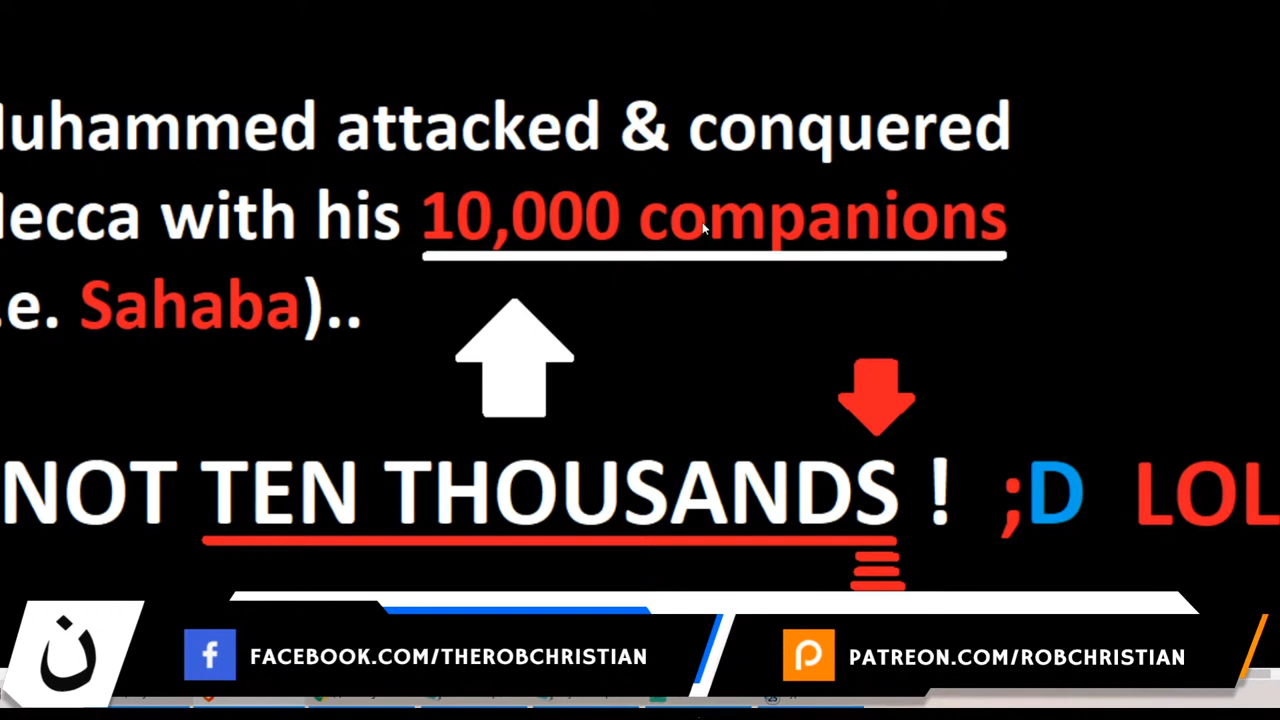 uhammed attacked & conquered
ecca with his 10,000 companions
.e. Sahaba)..
NOT TEN THOUSANDS ! ;D LOL
ن
f FACEBOOK.COM/THEROBCHRISTIAN
PATREON.COM/ROBCHRISTIAN